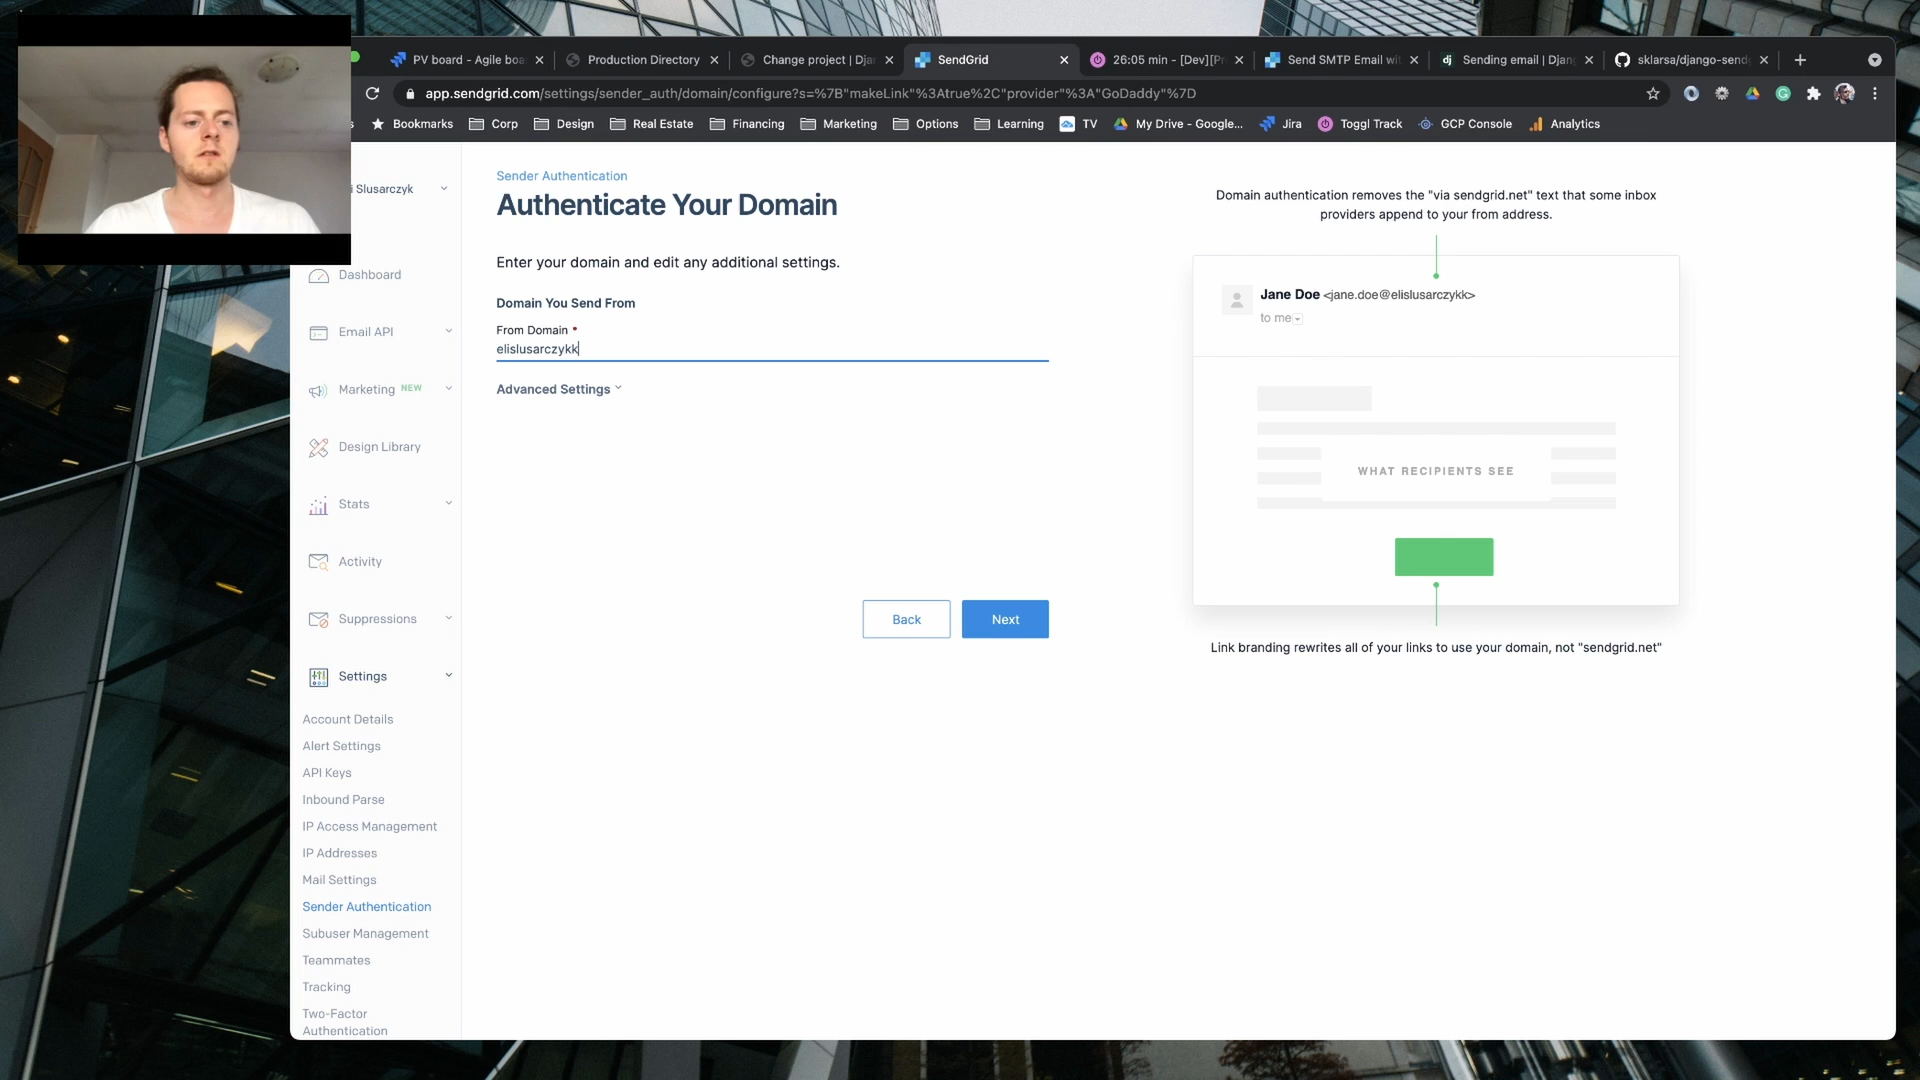 PV board - Agile boa
Production Directory
Change project | Dja
SendGrid
26:05 min - [Dev][Pr
Send SMTP Email wi
Sending email | Djan
sklarsa/django-send
app.sendgrid.com/settings/sender_auth/domain/configure?s=%7B"makeLink"%3Atrue%2C"provider"%3A"GoDaddy"%7D
s
Bookmarks
Corp
Design
Real Estate
Financing
Marketing
Options
Learning
TV
My Drive - Google...
Jira
Toggl Track
GCP Console
Analytics
i Slusarczyk
Dashboard
Email API
Marketing NEW
Design Library
Stats
Activity
Suppressions
Settings
Account Details
Alert Settings
API Keys
Inbound Parse
IP Access Management
IP Addresses
Mail Settings
Sender Authentication
Subuser Management
Teammates
Tracking
Two-Factor
Authentication
Sender Authentication
Authenticate Your Domain
Enter your domain and edit any additional settings.
Domain You Send From
From Domain •
elislusarczykk
Advanced Settings
Back
Next
Domain authentication removes the "via sendgrid.net" text that some inbox
providers append to your from address.
Jane Doe <jane.doe@elislusarczykk>
to me
WHAT RECIPIENTS SEE
Link branding rewrites all of your links to use your domain, not "sendgrid.net"